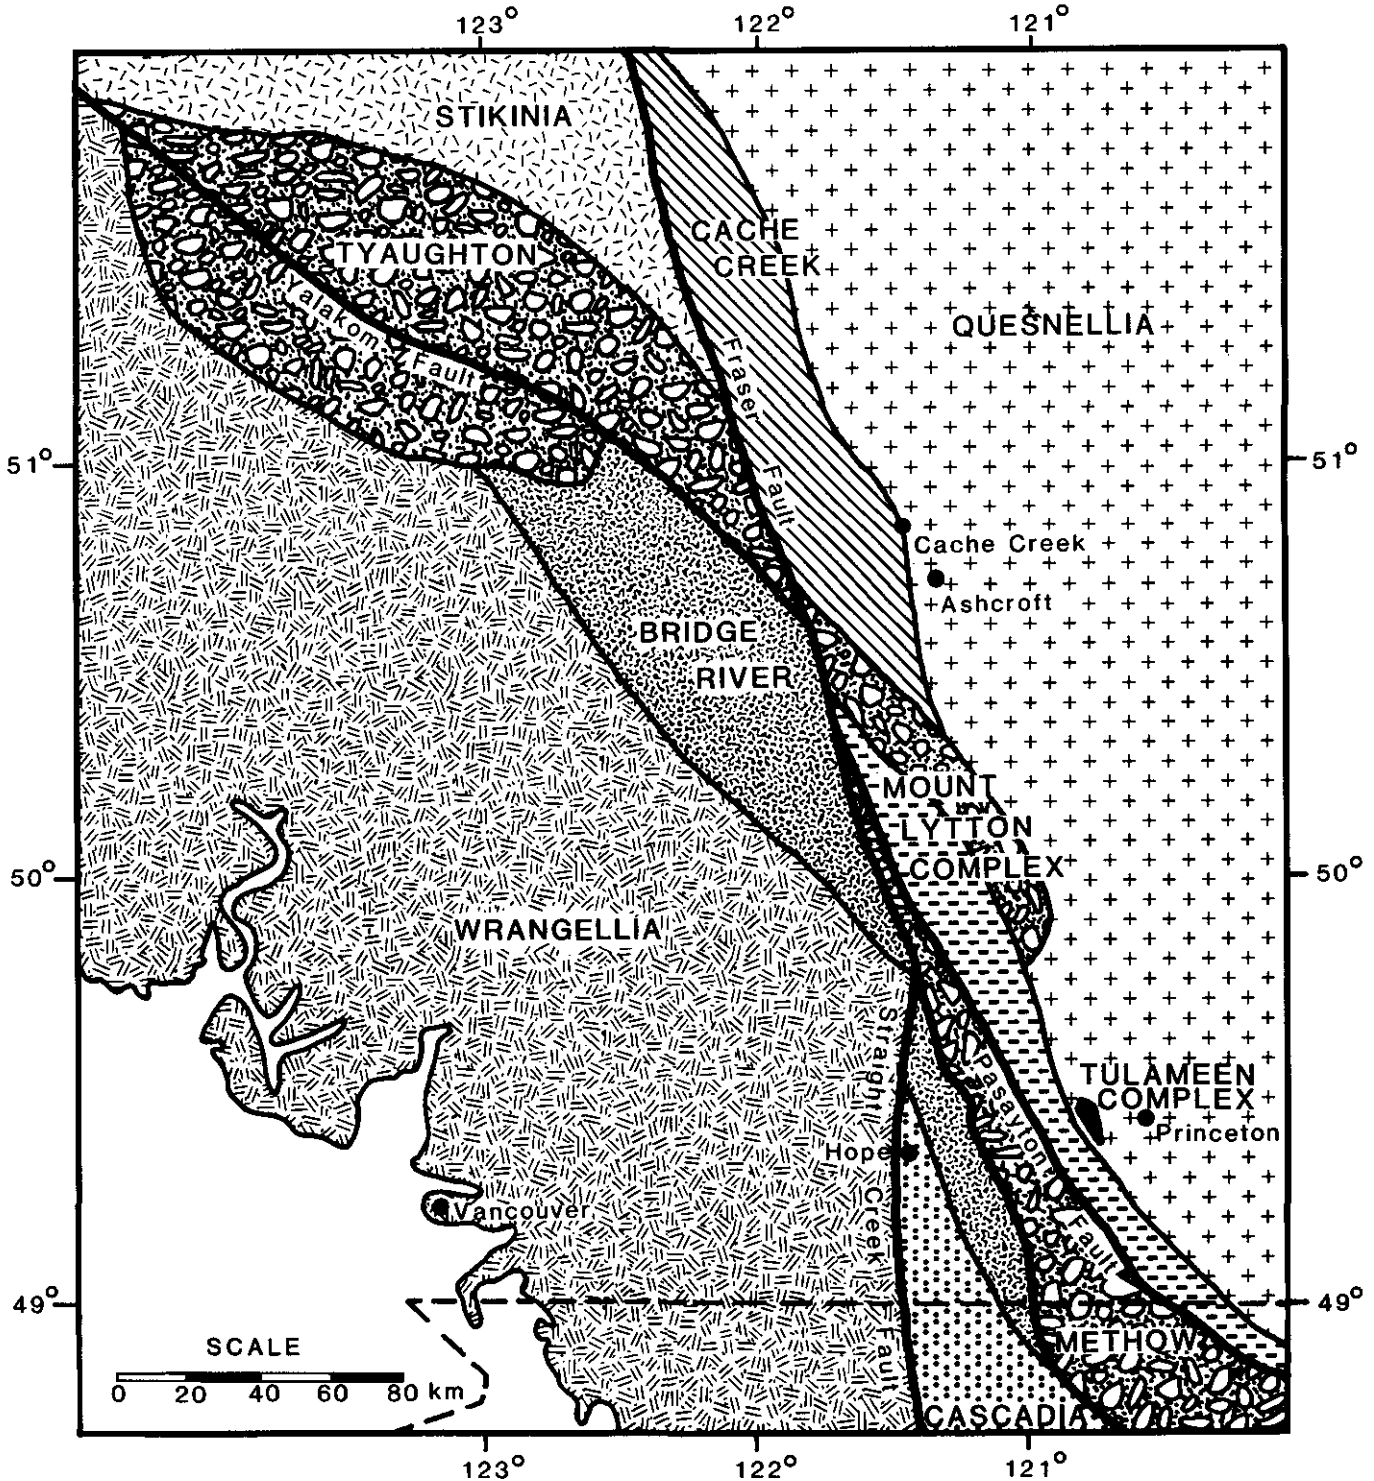 123°
122°
121°
STIKINIA
CACHE
CREEK
TYAUGHTON
QUESNELLIA
Yalakom
Fault
Fraser
Fault
51°
51°
Cache Creek
Ashcroft
BRIDGE
RIVER
MOUNT
LYTTON
COMPLEX
50°
50°
WRANGELLIA
Straight
Creek
Fault
Pasayton
Fault
TULAMEEN
COMPLEX
Princeton
Hope
Vancouver
49°
49°
SCALE
0 20 40 60 80 km
METHOW
CASCADIA
123°
122°
121°